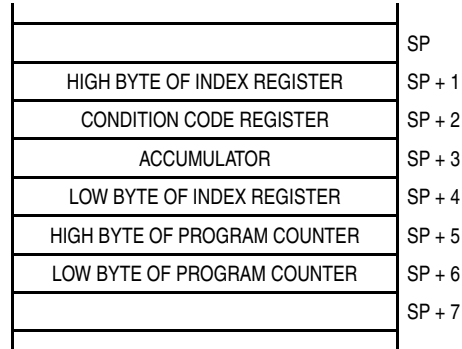 SP
HIGH BYTE OF INDEX REGISTER SP + 1
CONDITION CODE REGISTER SP + 2
ACCUMULATOR SP + 3
LOW BYTE OF INDEX REGISTER SP + 4
HIGH BYTE OF PROGRAM COUNTER SP + 5
LOW BYTE OF PROGRAM COUNTER SP + 6
SP + 7